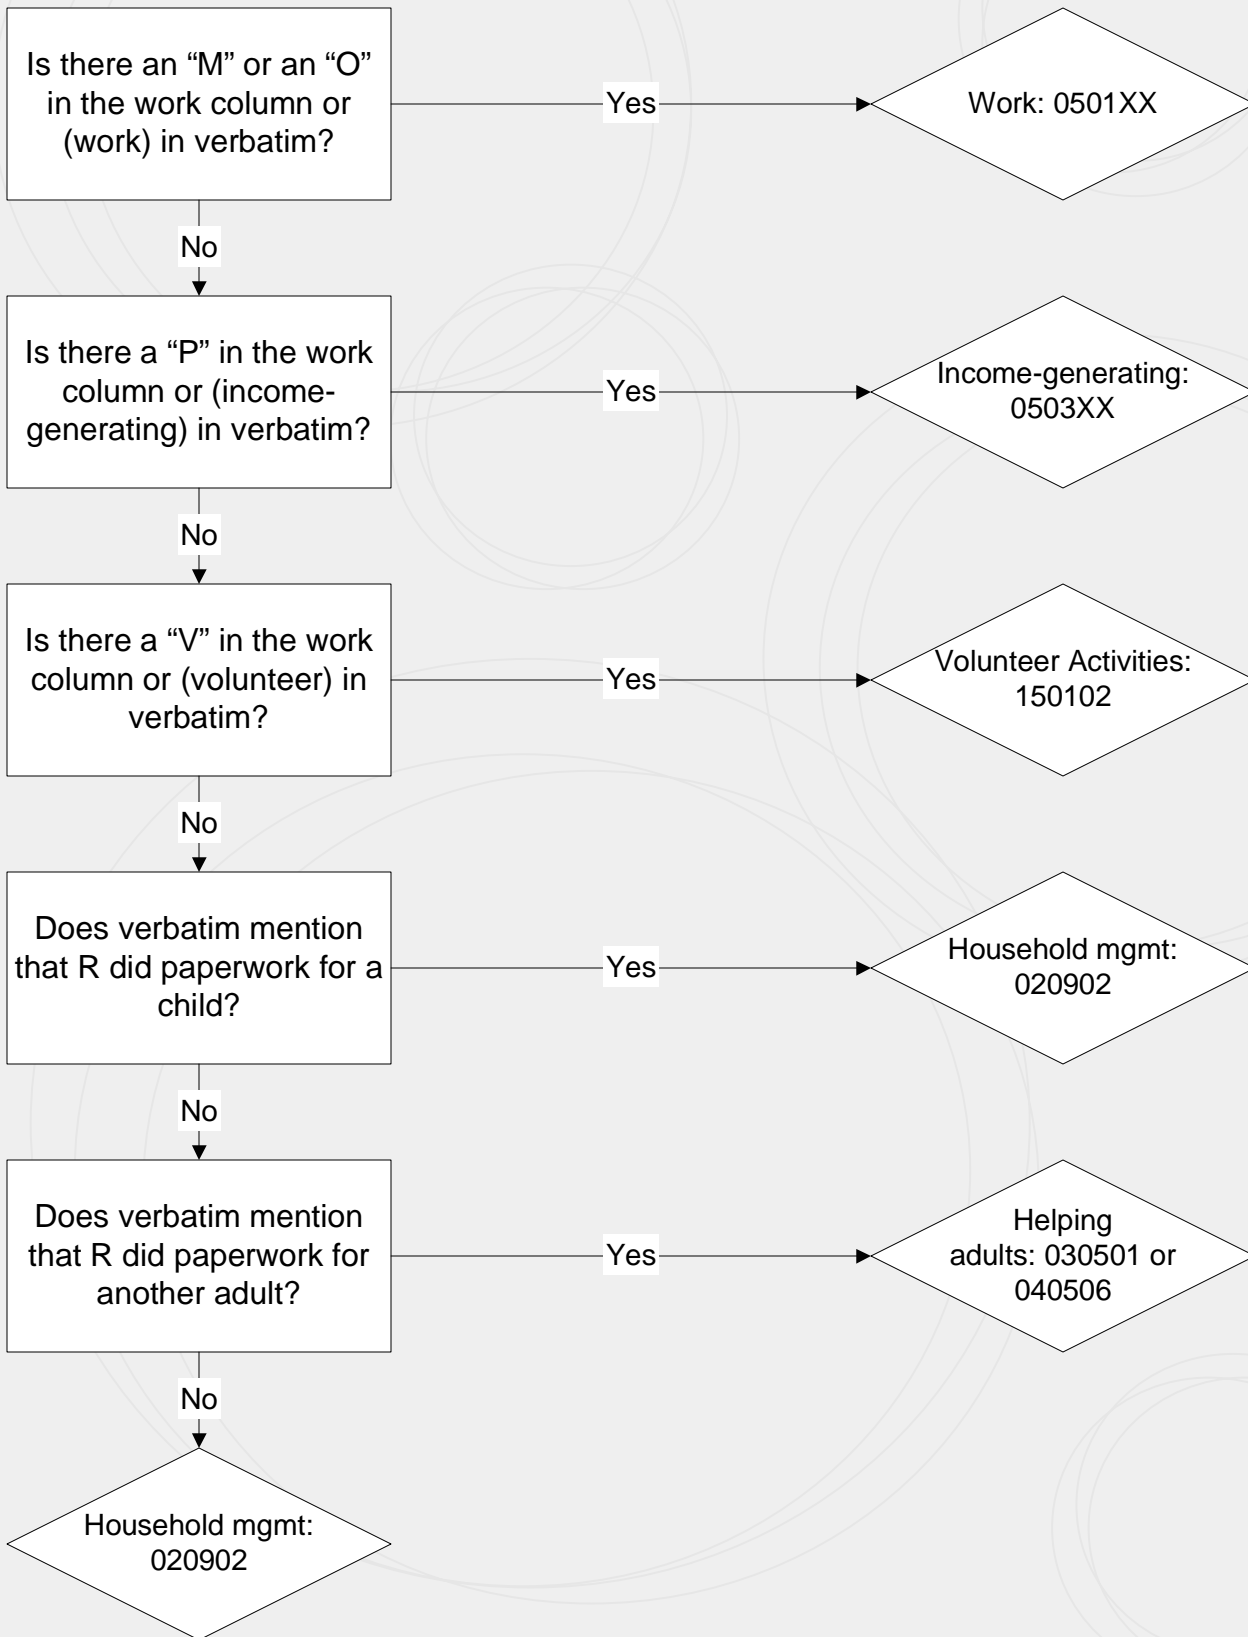 Is there an “M” or an “O”
in the work column or
(work) in verbatim?
Yes
Work: 0501XX
No
Is there a “P” in the work
column or (income-
generating) in verbatim?
Yes
Income-generating:
0503XX
No
Is there a “V” in the work
column or (volunteer) in
verbatim?
Yes
Volunteer Activities:
150102
No
Does verbatim mention
that R did paperwork for a
child?
Yes
Household mgmt:
020902
No
Does verbatim mention
that R did paperwork for
another adult?
Yes
Helping
adults: 030501 or
040506
No
Household mgmt:
020902